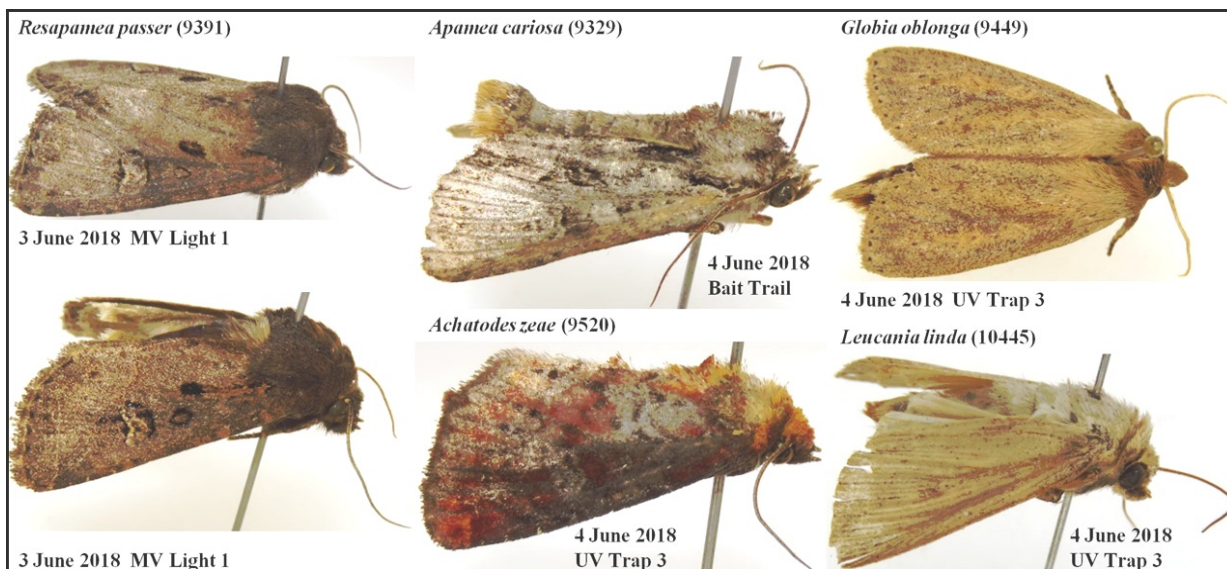 Resapamea passer (9391)
3 June 2018 MV Light 1
3 June 2018 MV Light 1
Apamea cariosa (9329)
4 June 2018
Bait Trail
Achatodes zeae (9520)
4 June 2018
UV Trap 3
Globia oblonga (9449)
4 June 2018 UV Trap 3
Leucania linda (10445)
4 June 2018
UV Trap 3